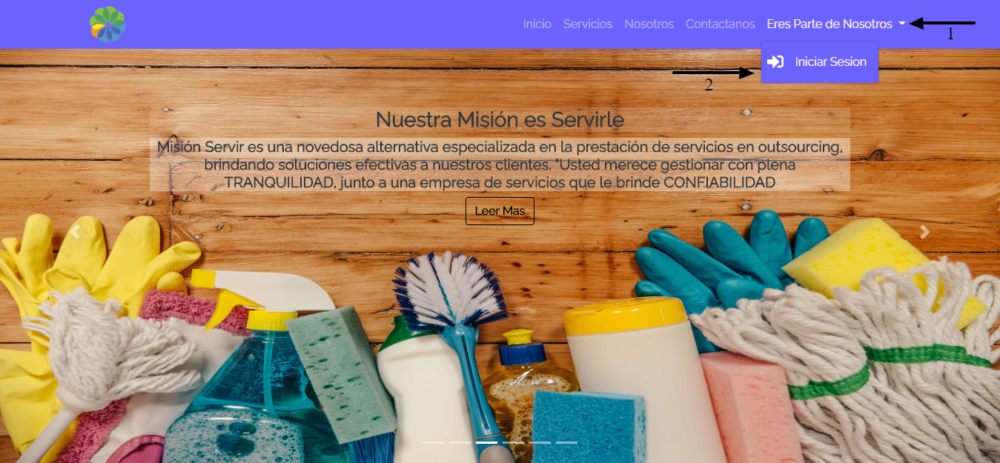 Inicio Servicios Nosotros Contactanos Eres Parte de Nosotros
1
Iniciar Sesion
2
Nuestra Misión es Servirle
Misión Servir es una novedosa alternativa especializada en la prestación de servicios en outsourcing,
brindando soluciones efectivas a nuestros clientes. "Usted merece gestionar con plena
TRANQUILIDAD, junto a una empresa de servicios que le brinde CONFIABILIDAD
Leer Mas